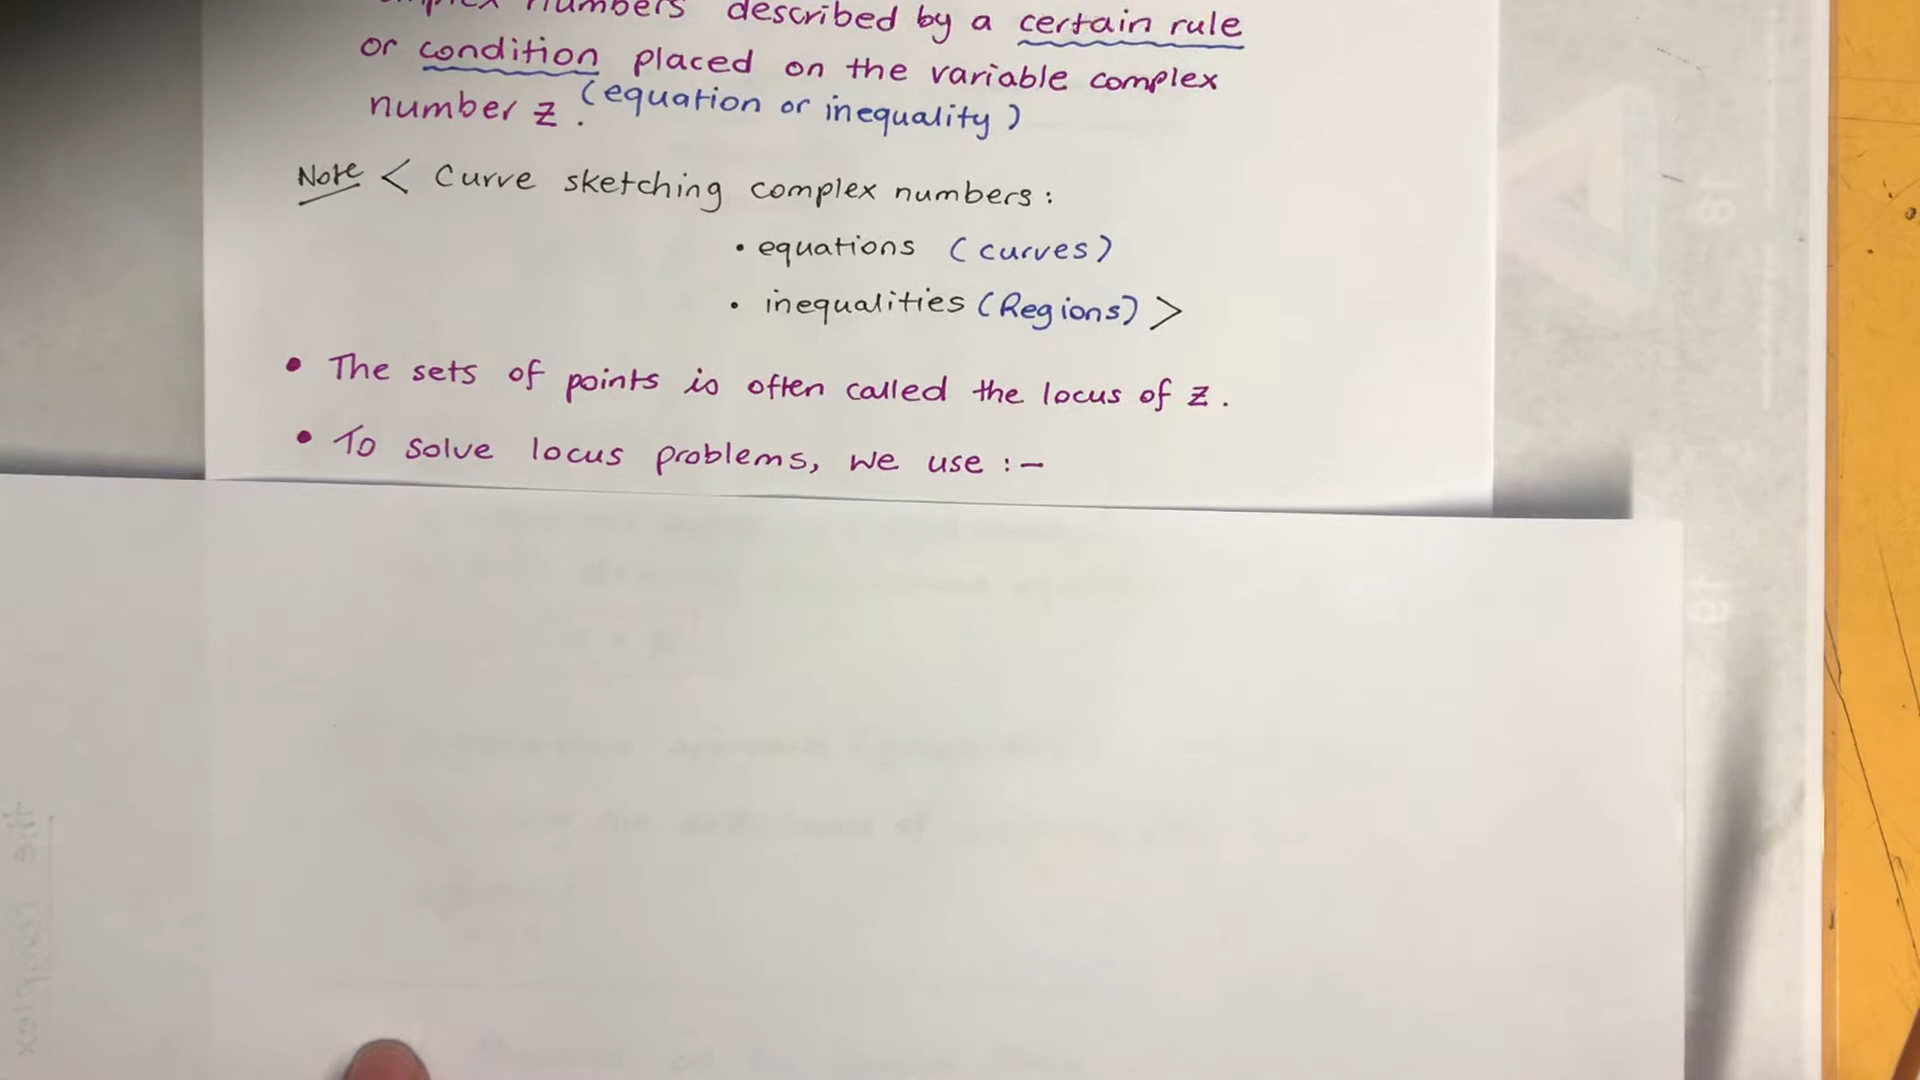 numbers described by a certain rule
or condition placed on the variable complex
number z. (equation or inequality)
Note < Curve sketching complex numbers:
• equations (curves)
• inequalities (Regions) >
• The sets of points is often called the locus of z.
• To solve locus problems, we use :-